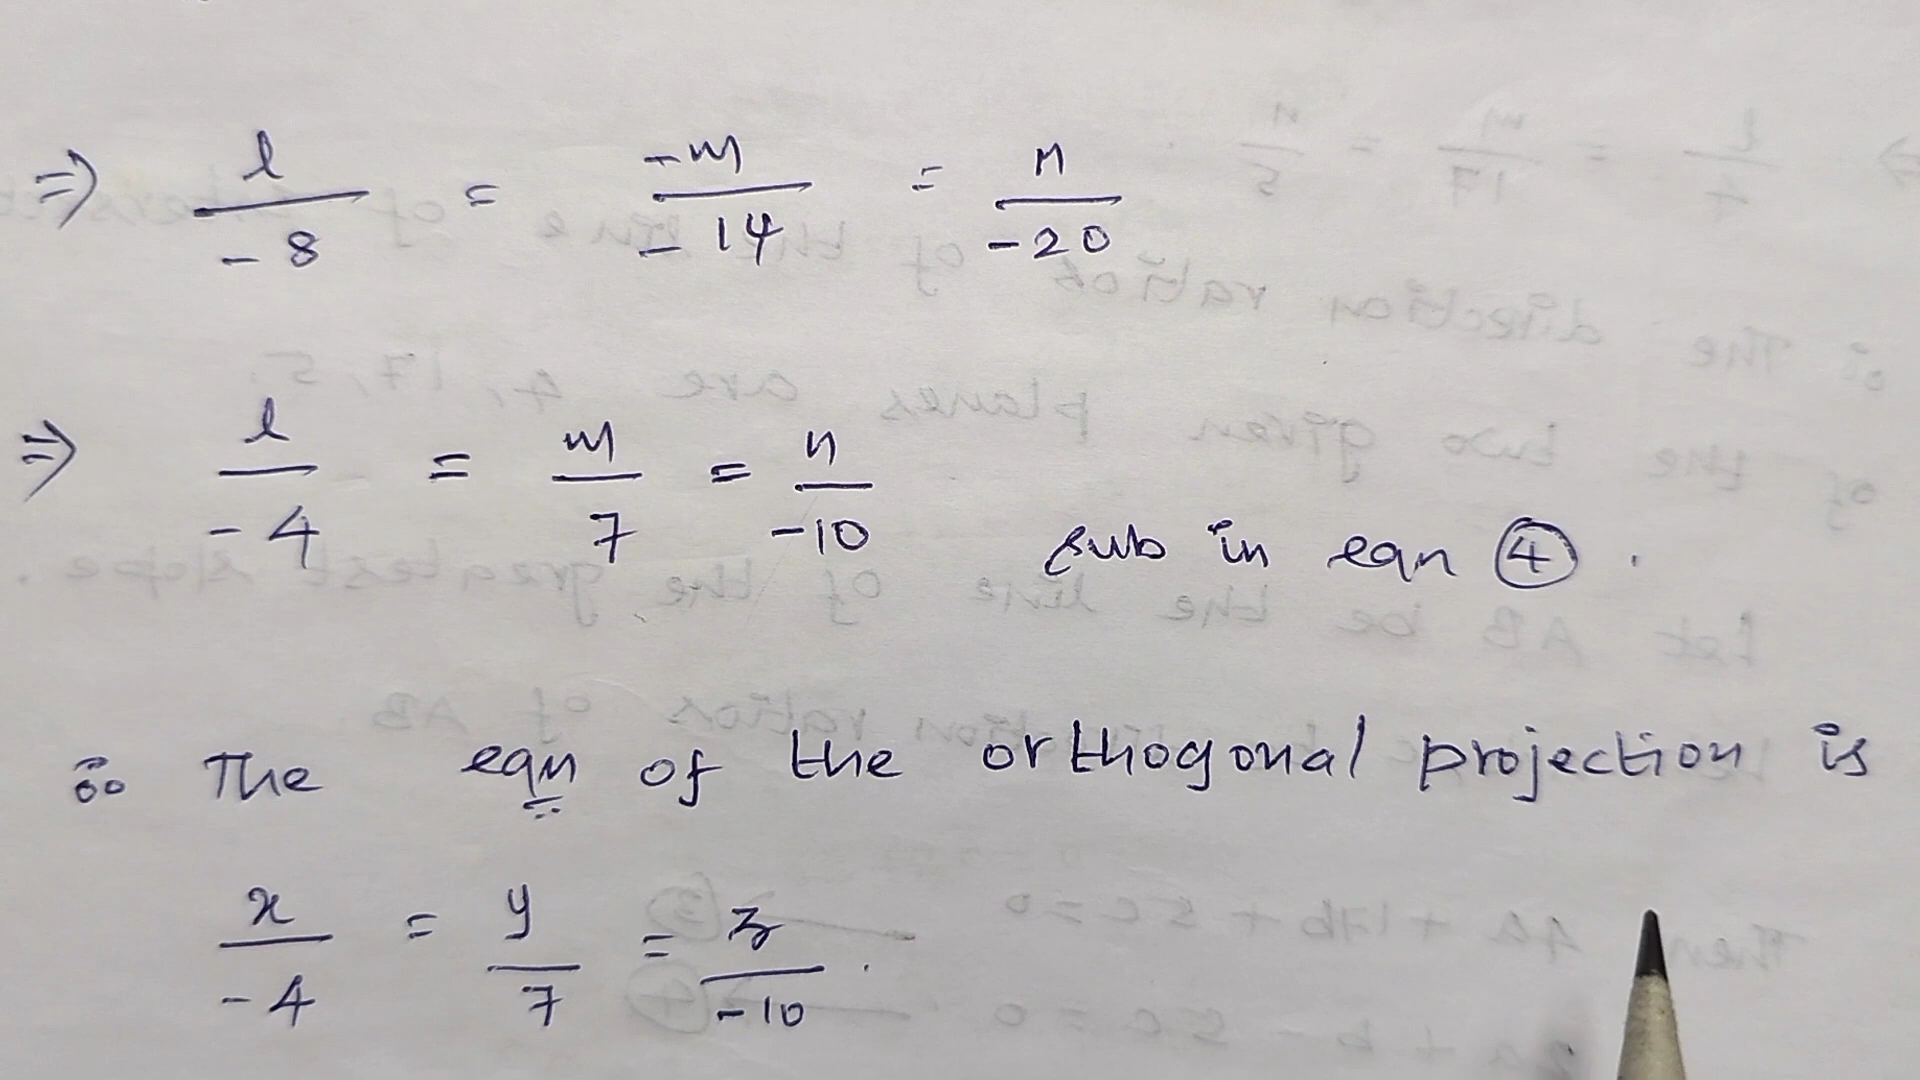 ⇒ l/-8 = -m/-14 = n/-20
⇒ l/-4 = m/7 = n/-10 sub in eqn ④.
∴ The eqn of the orthogonal projection is
x/-4 = y/7 = z/-10.